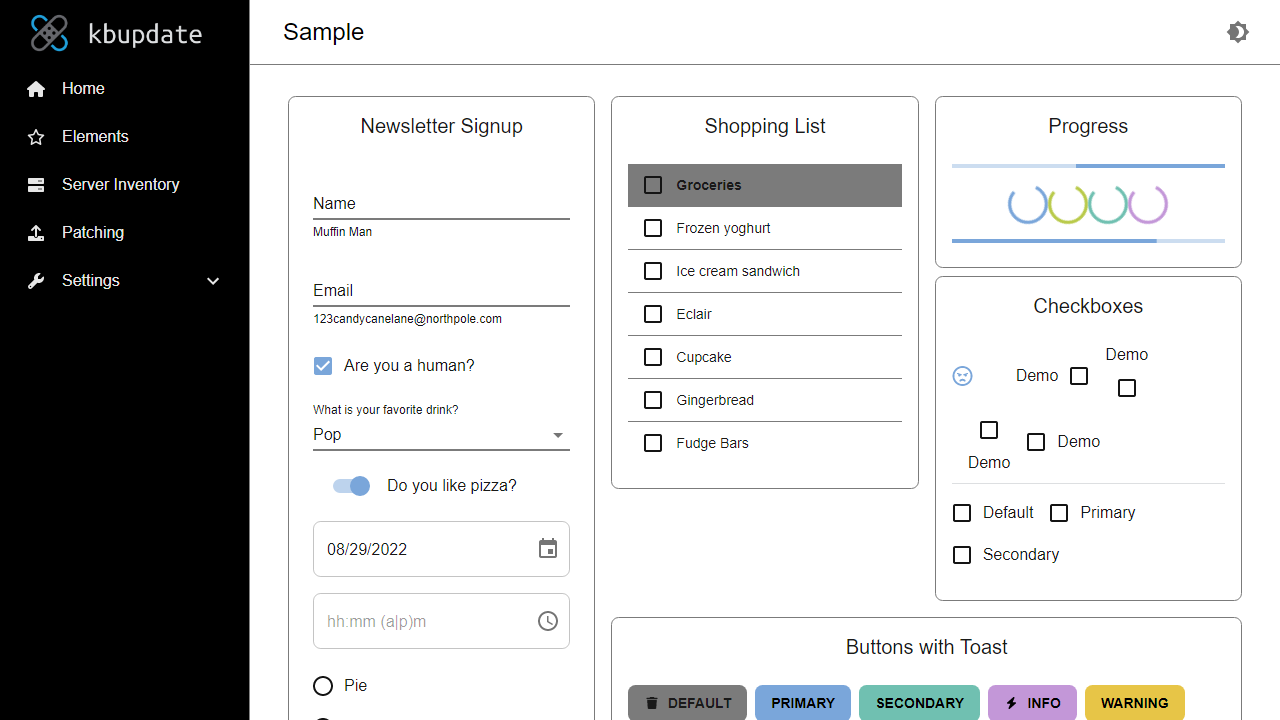 kbupdate
Home
Elements
Server Inventory
Patching
Settings
Sample
Newsletter Signup
Name
Muffin Man
Email
123candycanelane@northpole.com
Are you a human?
What is your favorite drink?
Pop
Do you like pizza?
08/29/2022
hh:mm (a|p)m
Pie
Shopping List
Groceries
Frozen yoghurt
Ice cream sandwich
Eclair
Cupcake
Gingerbread
Fudge Bars
Progress
Checkboxes
Demo
Demo
Demo
Demo
Default Primary
Secondary
Buttons with Toast
DEFAULT PRIMARY SECONDARY INFO WARNING